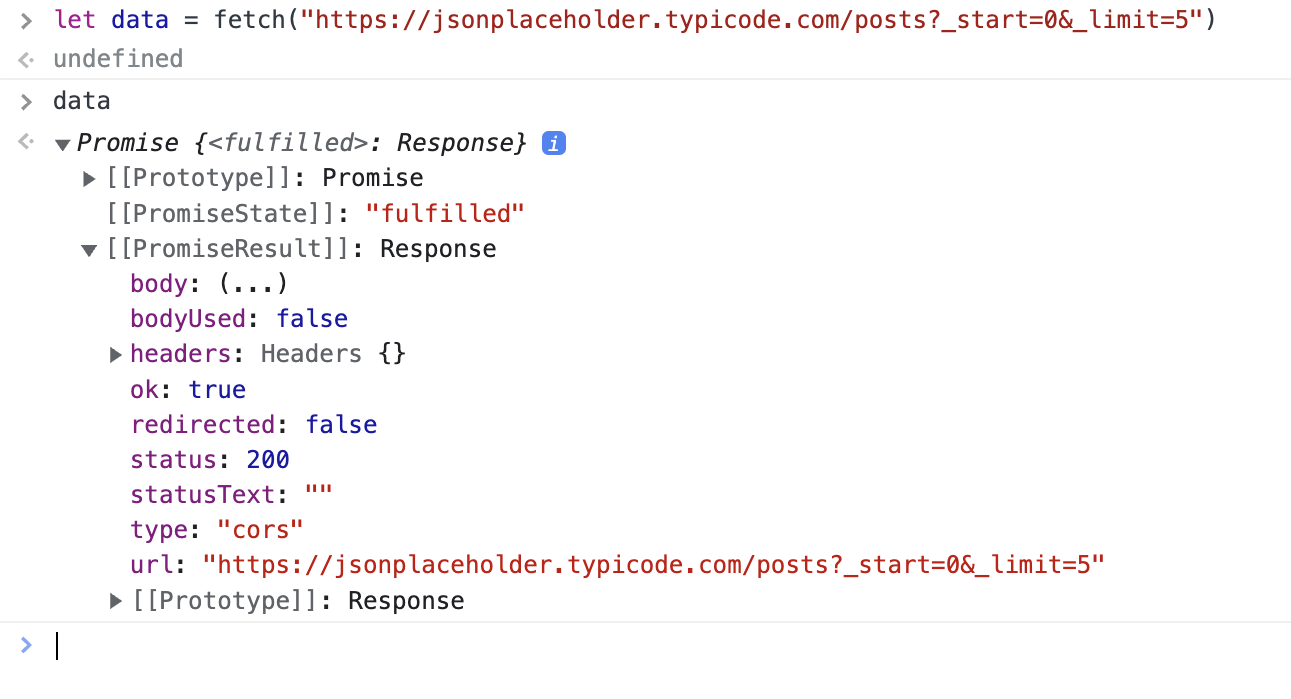 > let data = fetch("https://jsonplaceholder.typicode.com/posts?_start=0&_limit=5")
undefined
> data
Promise {<fulfilled>: Response} i
[[Prototype]]: Promise
[[PromiseState]]: "fulfilled"
[[PromiseResult]]: Response
body: (...)
bodyUsed: false
headers: Headers {}
ok: true
redirected: false
status: 200
statusText: ""
type: "cors"
url: "https://jsonplaceholder.typicode.com/posts?_start=0&_limit=5"
[[Prototype]]: Response
>